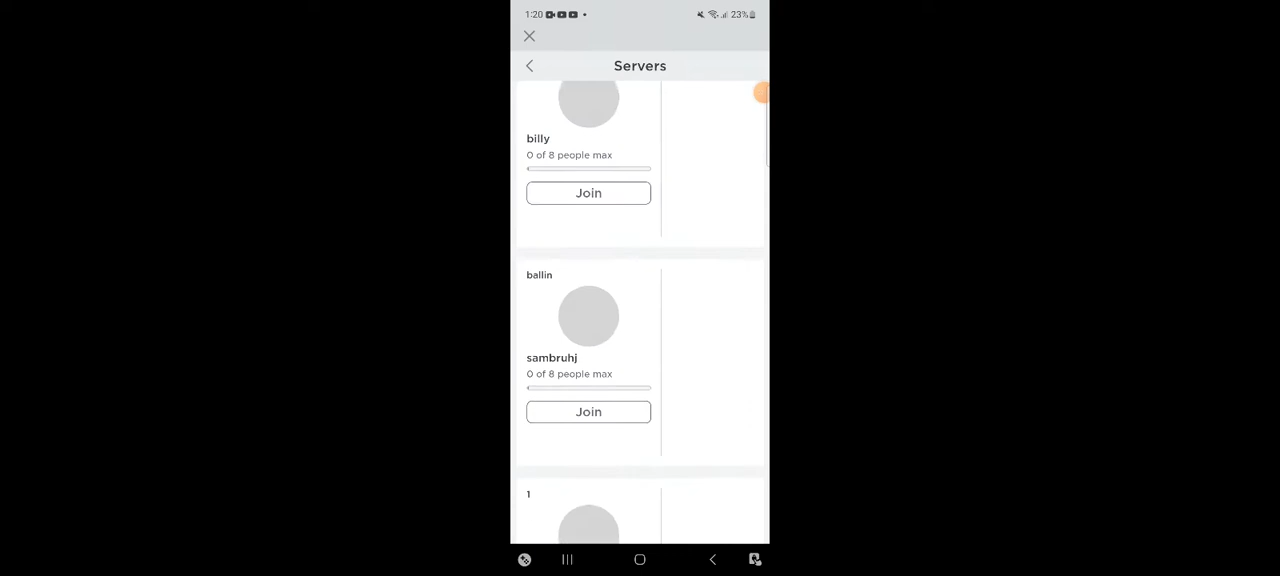 1:20
23%
Servers
billy
0 of 8 people max
Join
ballin
sambruhj
0 of 8 people max
Join
1